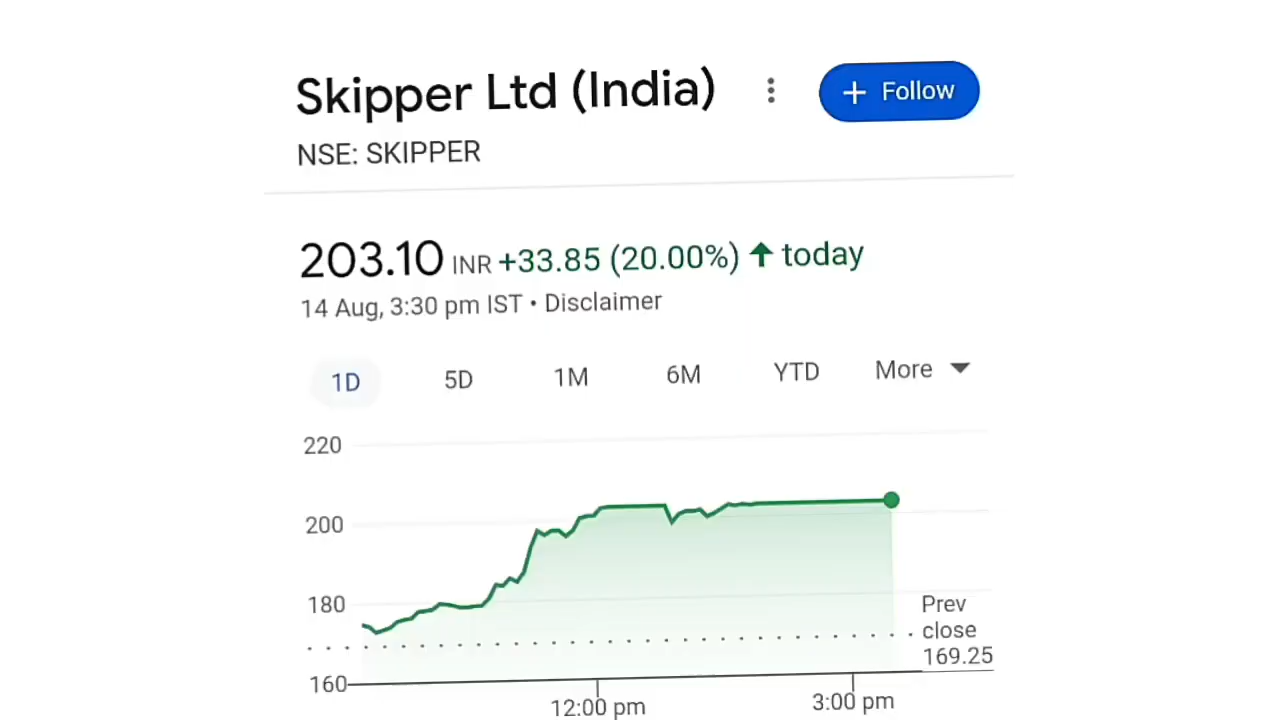 Skipper Ltd (India)
+ Follow
NSE: SKIPPER
203.10 INR +33.85 (20.00%) ↑ today
14 Aug, 3:30 pm IST • Disclaimer
1D 5D 1M 6M YTD More
220
200
180
160
Prev
close
169.25
12:00 pm 3:00 pm